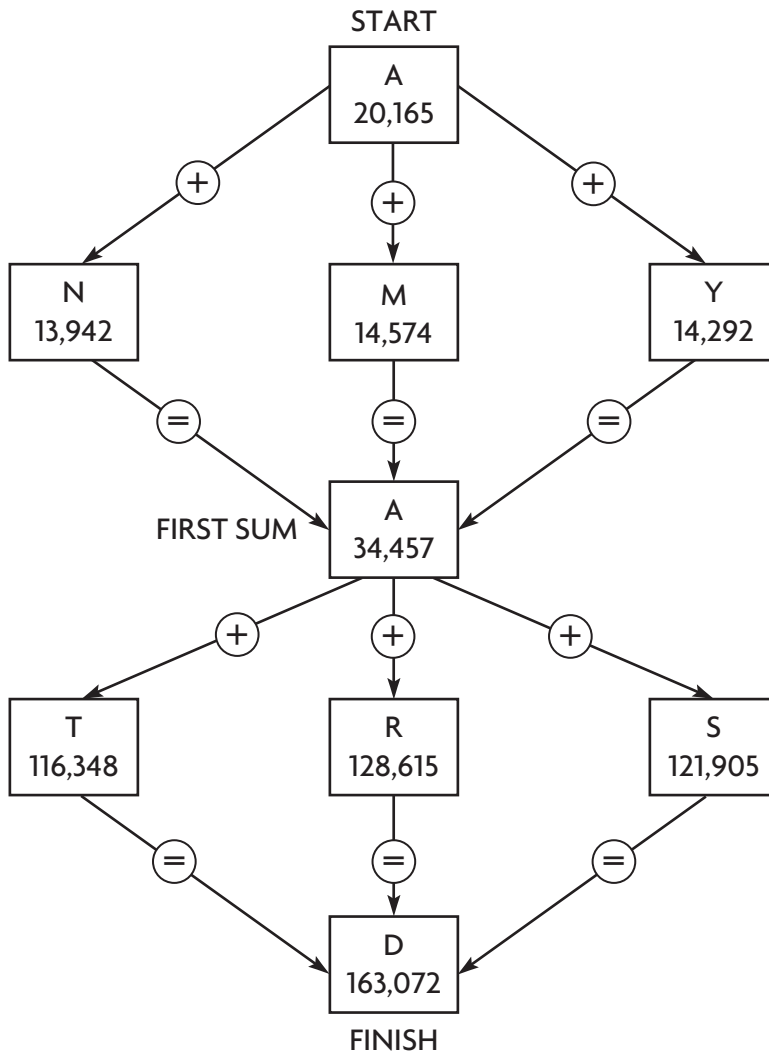 START
A
20,165
+
+
+
N
13,942
M
14,574
Y
14,292
=
=
=
FIRST SUM
A
34,457
+
+
+
T
116,348
R
128,615
S
121,905
=
=
=
D
163,072
FINISH